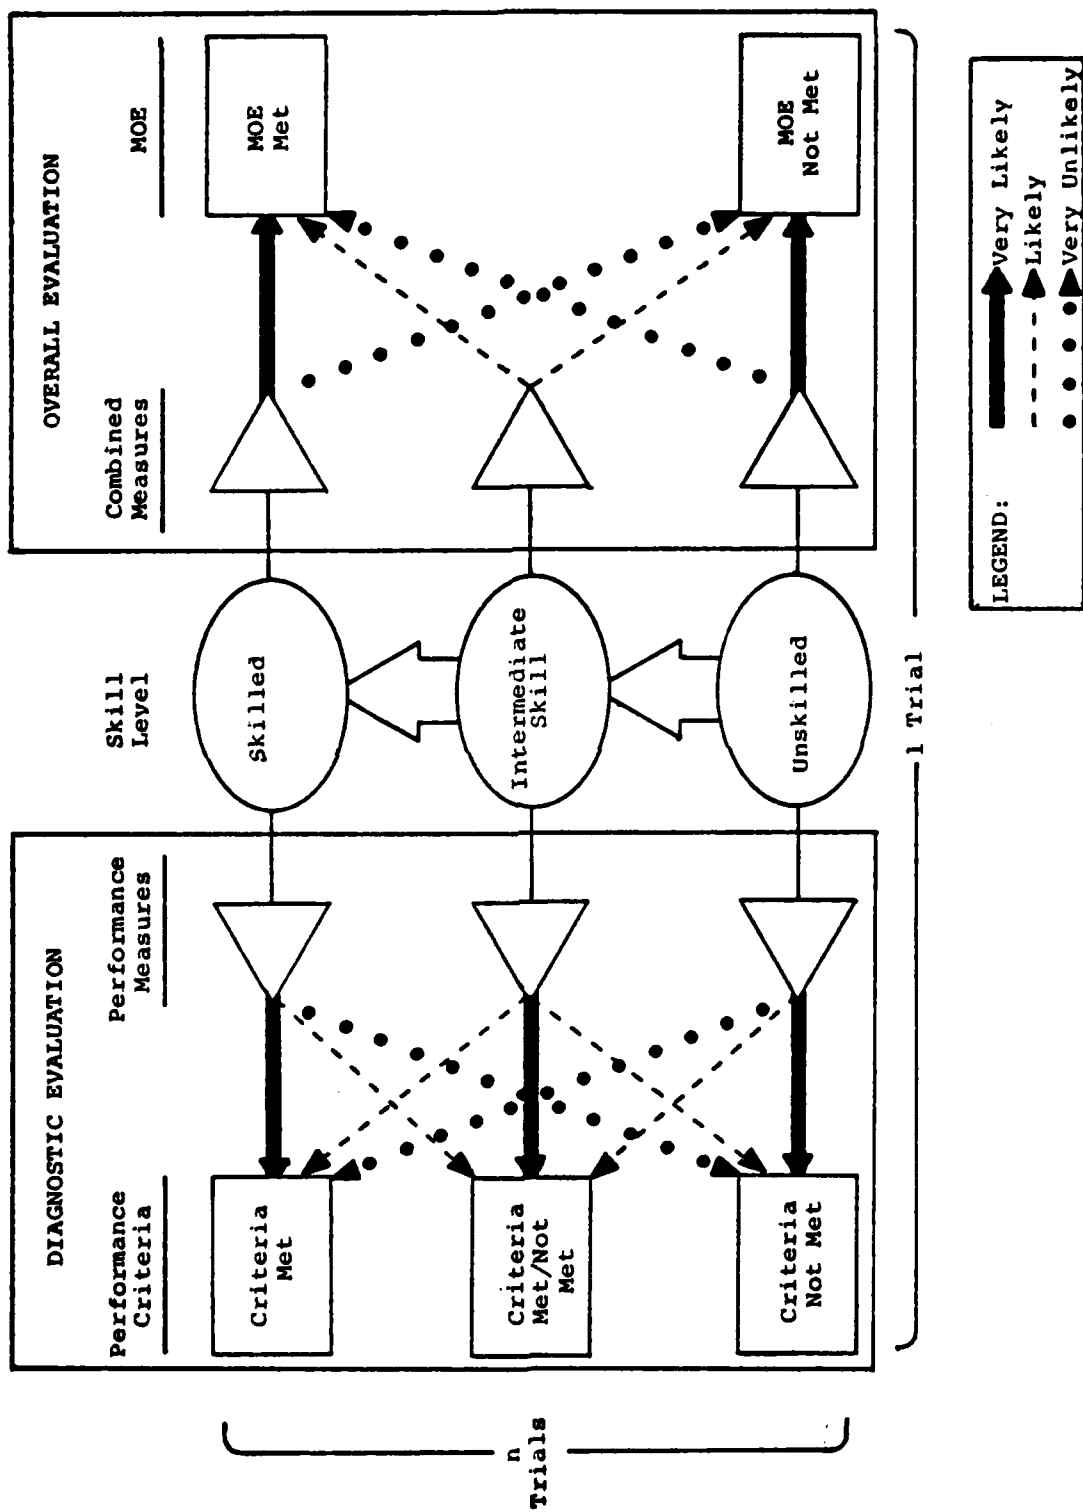 DIAGNOSTIC EVALUATION
OVERALL EVALUATION
Performance
Criteria
Performance
Measures
Skill
Level
Combined
Measures
MOE
Criteria
Met
Skilled
MOE
Met
n
Trials
Criteria
Met/Not
Met
Intermediate
Skill
Criteria
Not Met
Unskilled
MOE
Not Met
1 Trial
LEGEND:
Very Likely
Likely
Very Unlikely